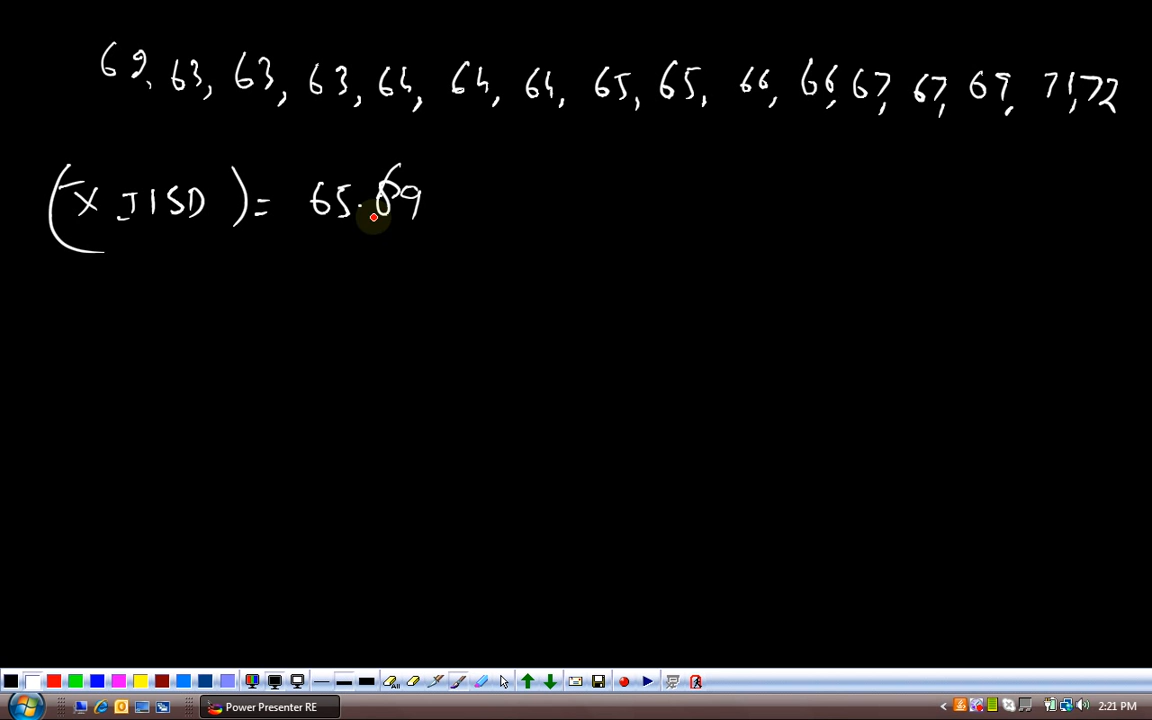 62, 63, 63, 63, 64, 64, 64, 65, 65, 66, 66, 67, 67, 69, 71, 72
= 65.89
Power Presenter RE
2:21 PM